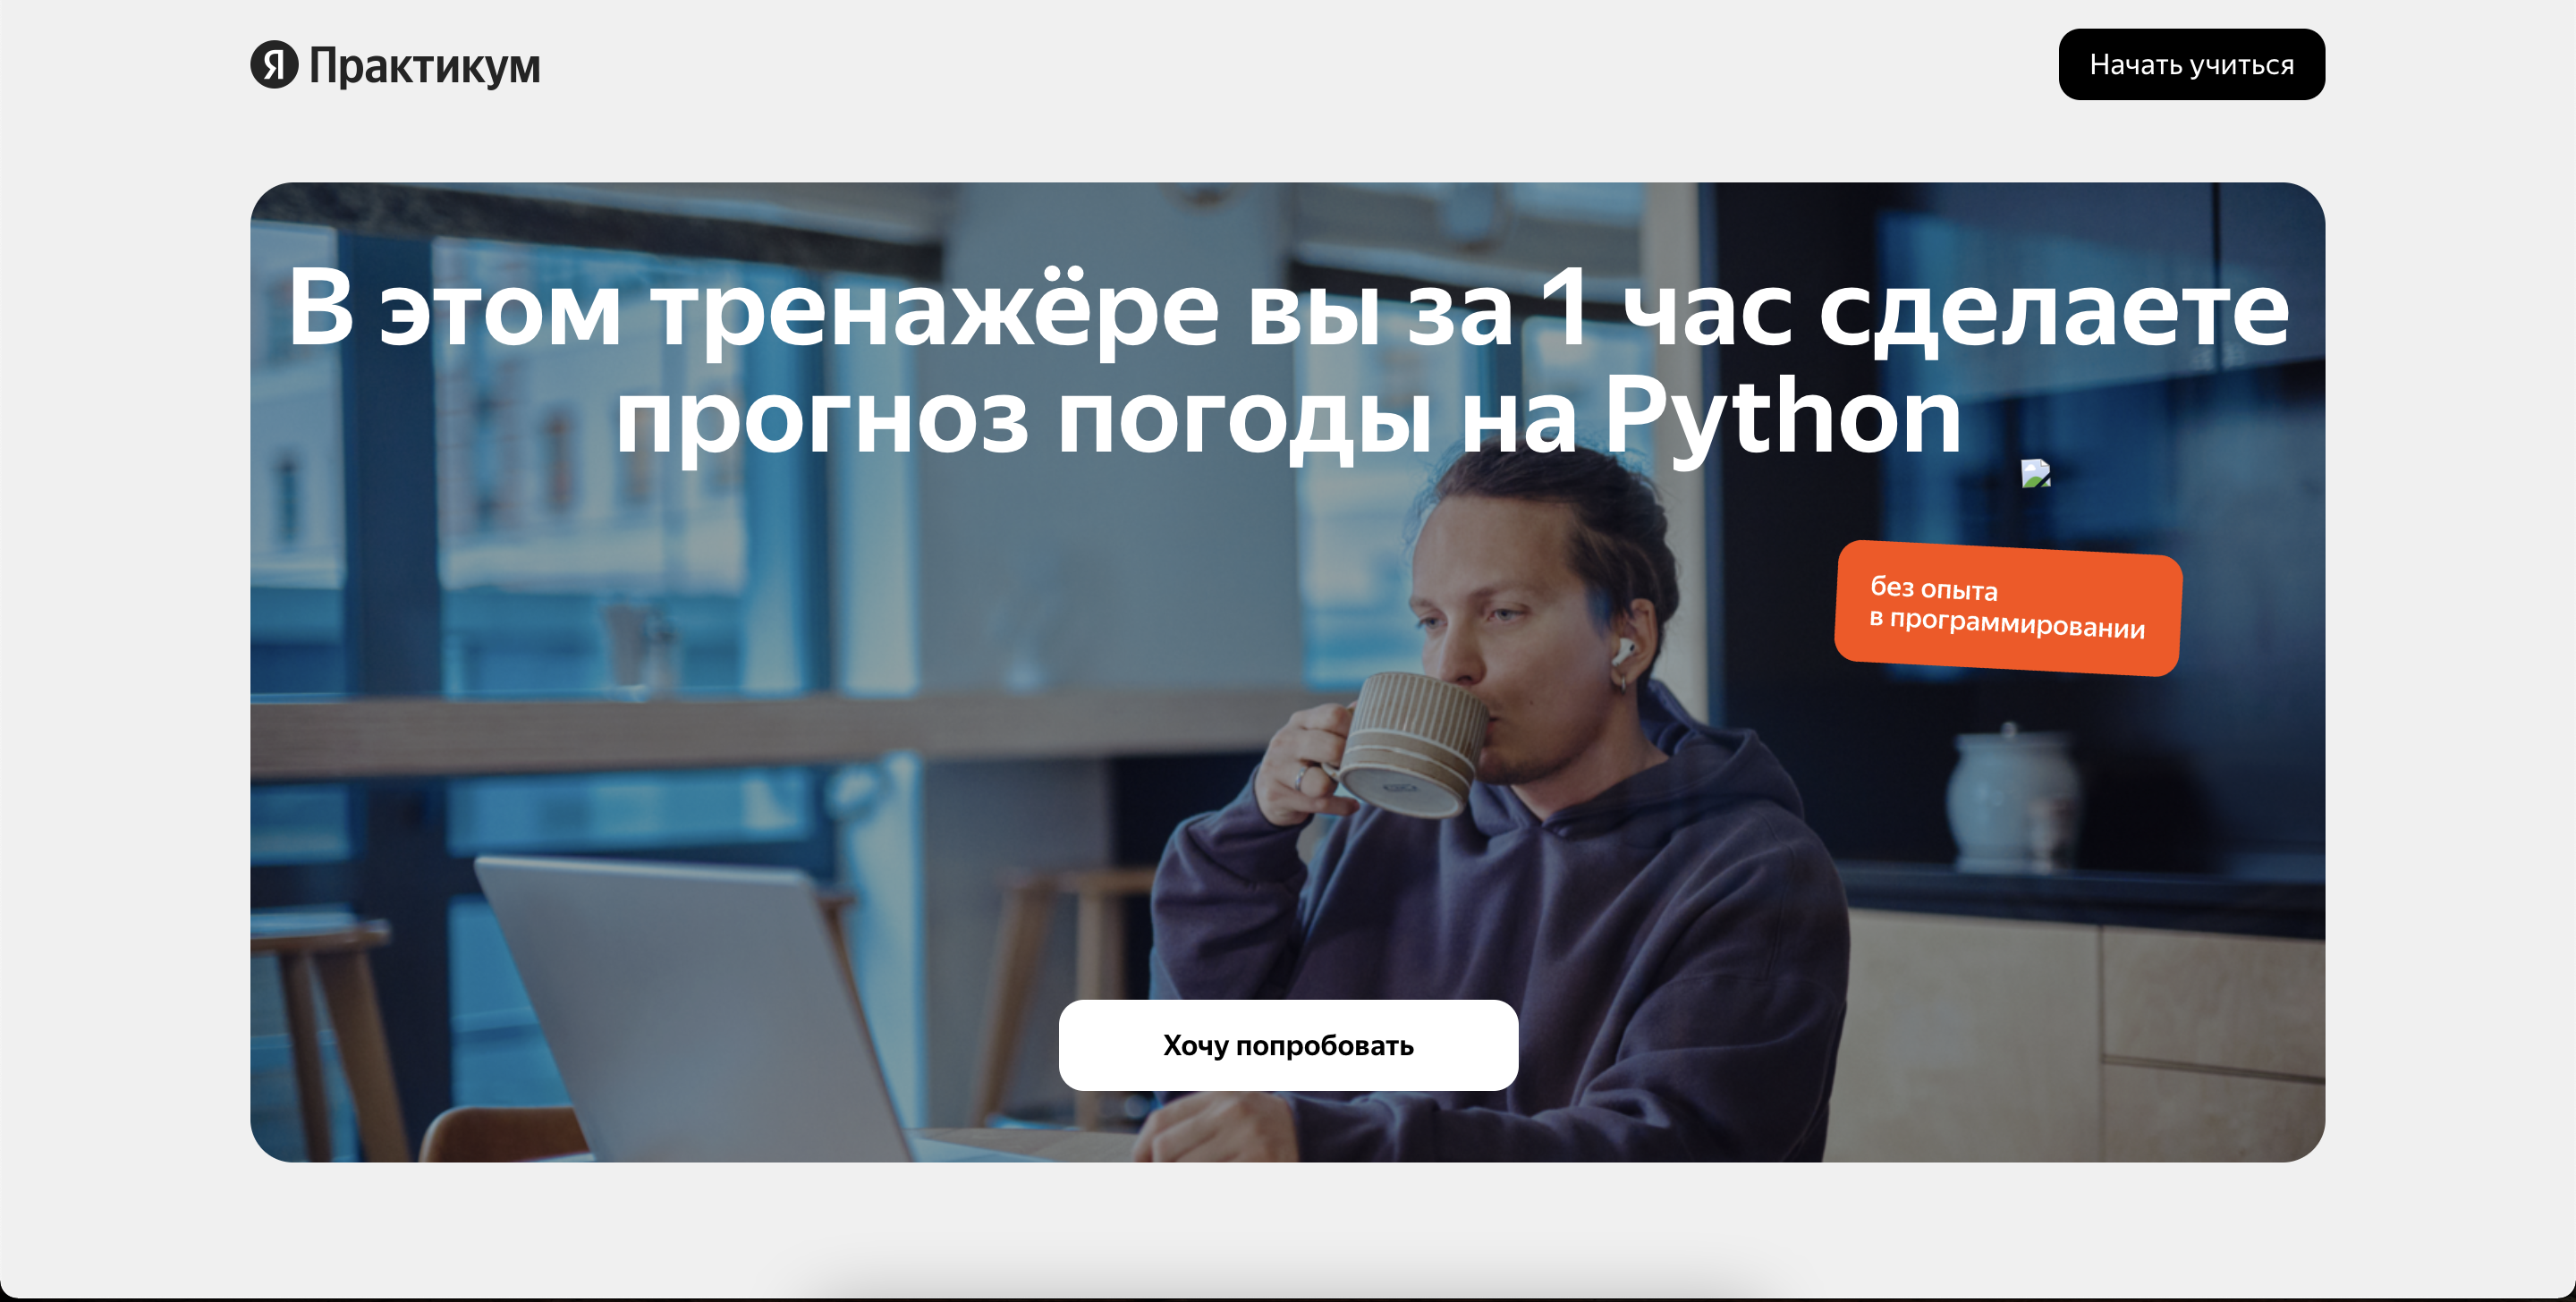 Я Практикум
Начать учиться
В этом тренажёре вы за 1 час сделаете
прогноз погоды на Python
без опыта
в программировании
Хочу попробовать